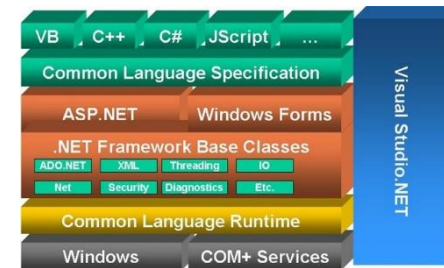 VB C++ C# JScript ...
Common Language Specification
ASP.NET Windows Forms
.NET Framework Base Classes
ADO.NET XML Threading IO
Net Security Diagnostics Etc.
Common Language Runtime
Windows COM+ Services
Visual Studio.NET